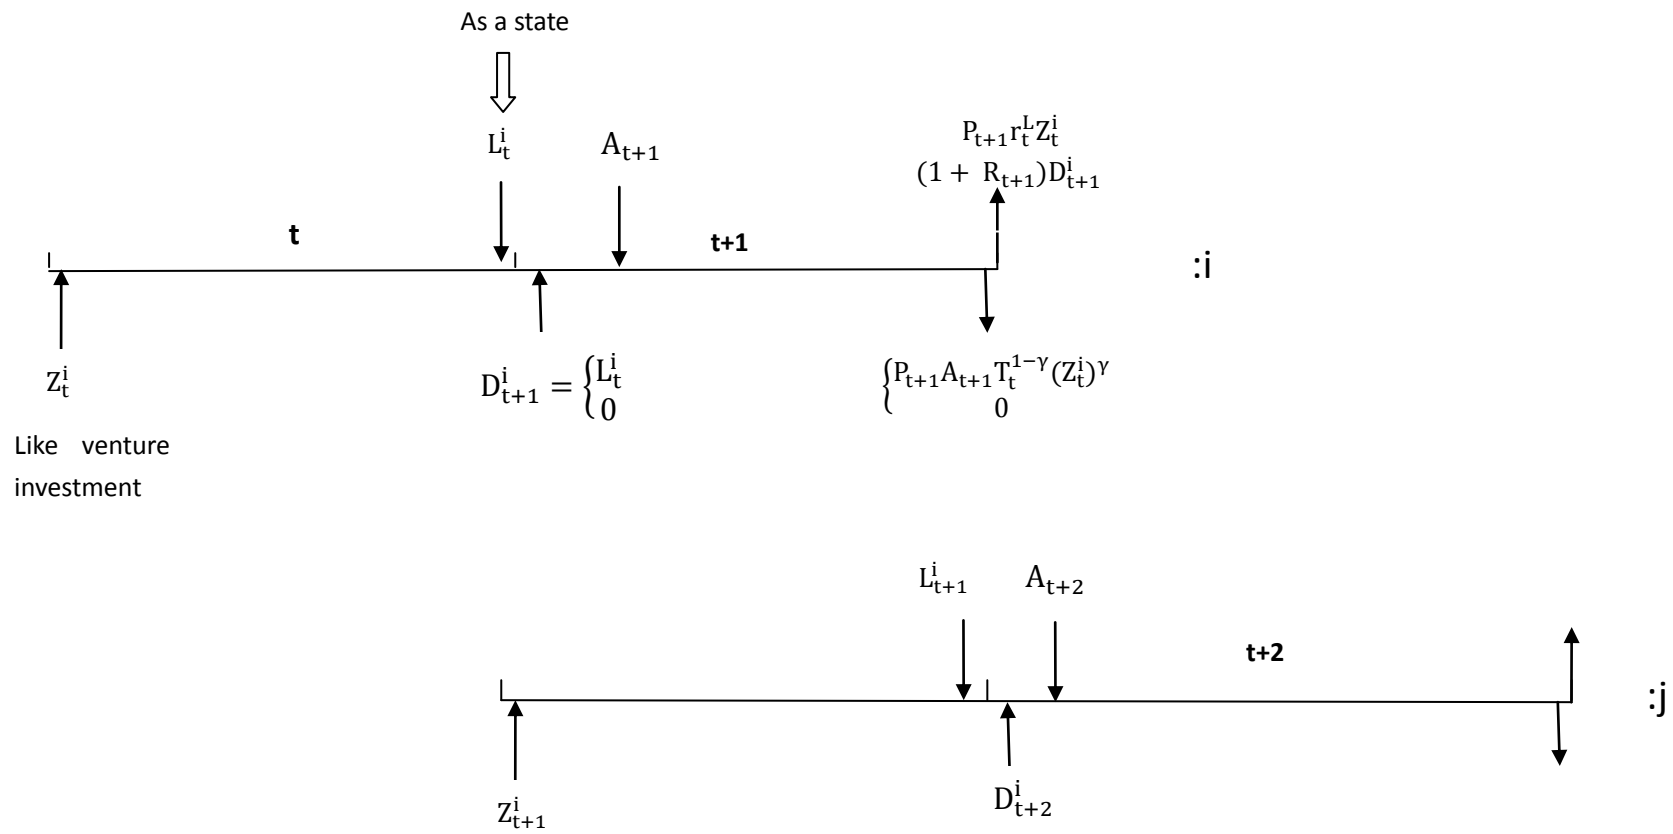 As a state
L_t^i
A_{t+1}
P_{t+1} r_t^L Z_t^i
(1 + R_{t+1})D_{t+1}^i
t
t+1
:i
Z_t^i
D_{t+1}^i = { L_t^i
0
{ P_{t+1} A_{t+1} T_t^{1−γ} (Z_t^i)^γ
0
Like venture
investment
L_{t+1}^i
A_{t+2}
t+2
:j
Z_{t+1}^i
D_{t+2}^i